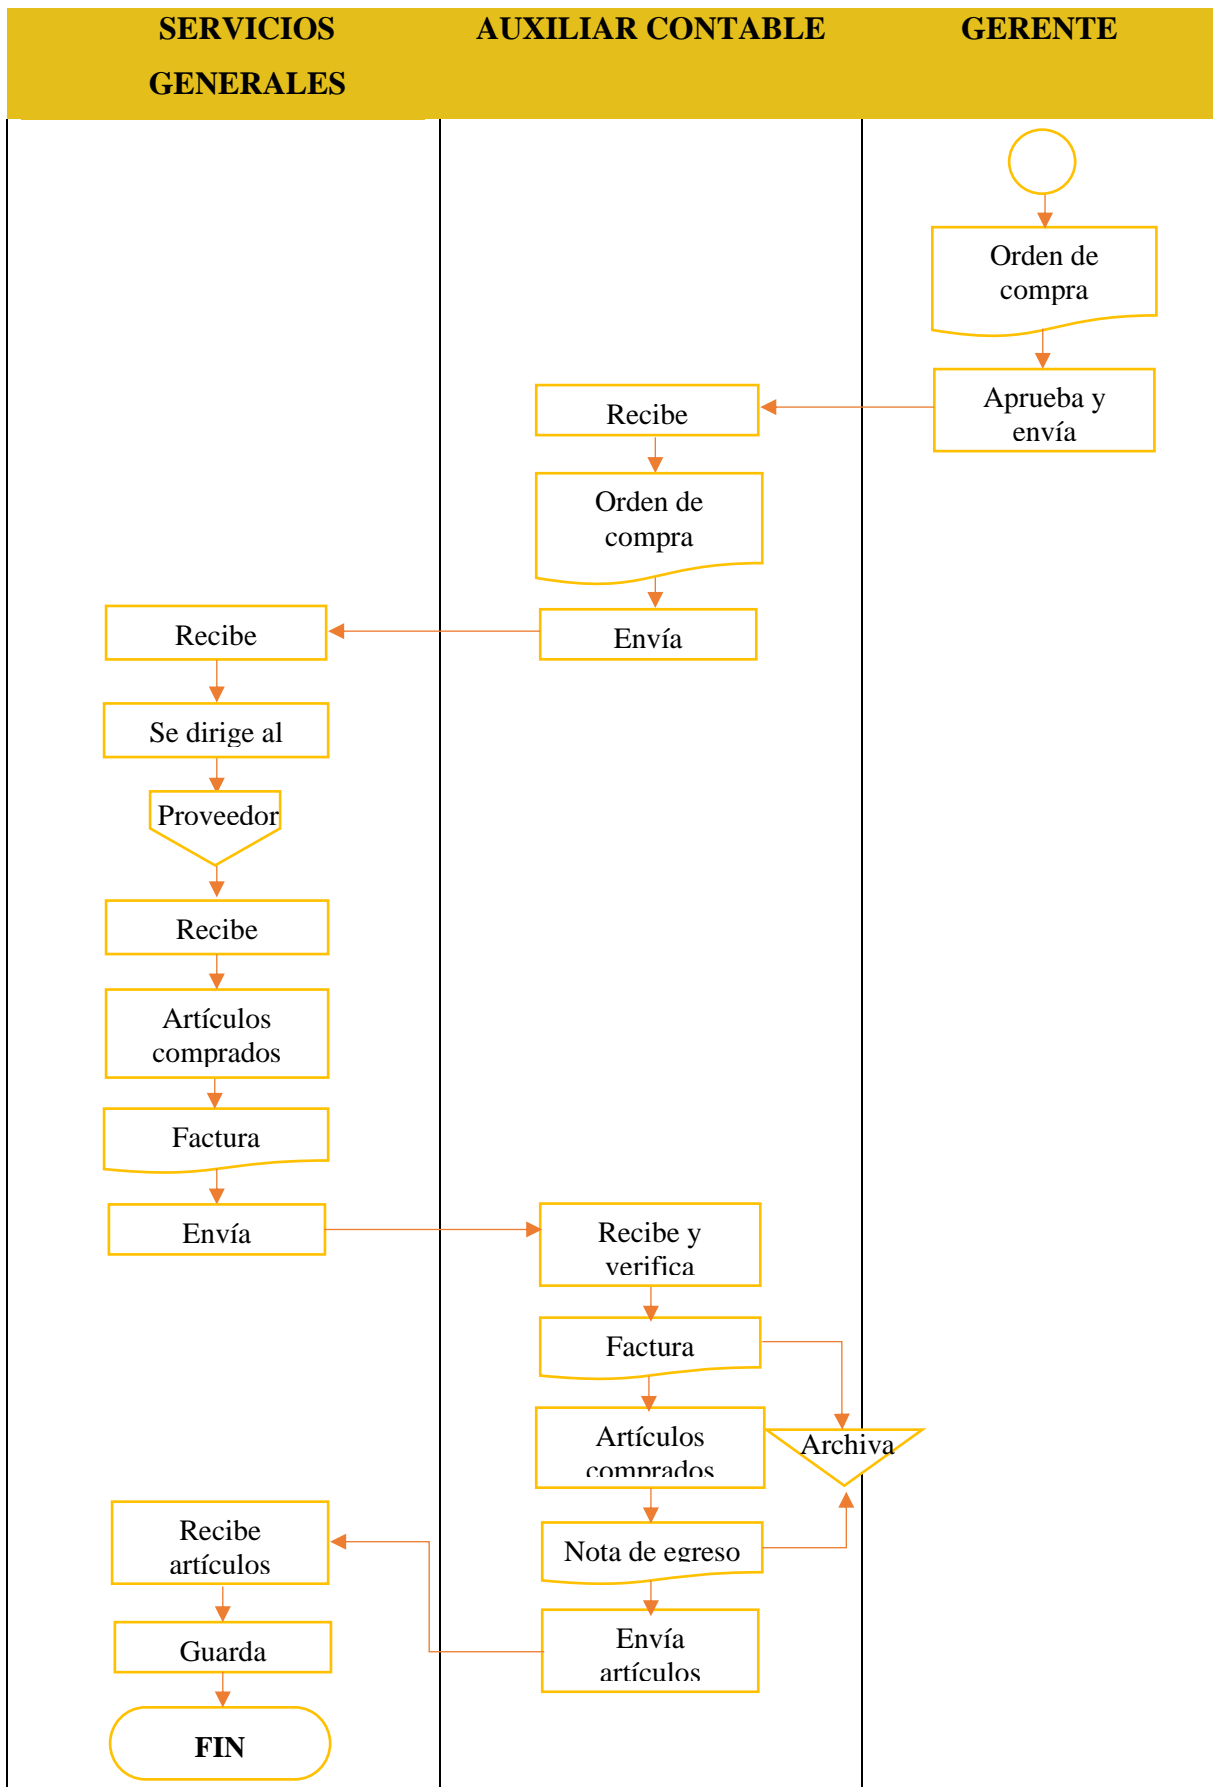 SERVICIOS
GENERALES
AUXILIAR CONTABLE
GERENTE
Orden de
compra
Aprueba y
envía
Recibe
Orden de
compra
Envía
Recibe
Se dirige al
Proveedor
Recibe
Artículos
comprados
Factura
Envía
Recibe y
verifica
Factura
Artículos
comprados
Archiva
Nota de egreso
Envía
artículos
Recibe
artículos
Guarda
FIN